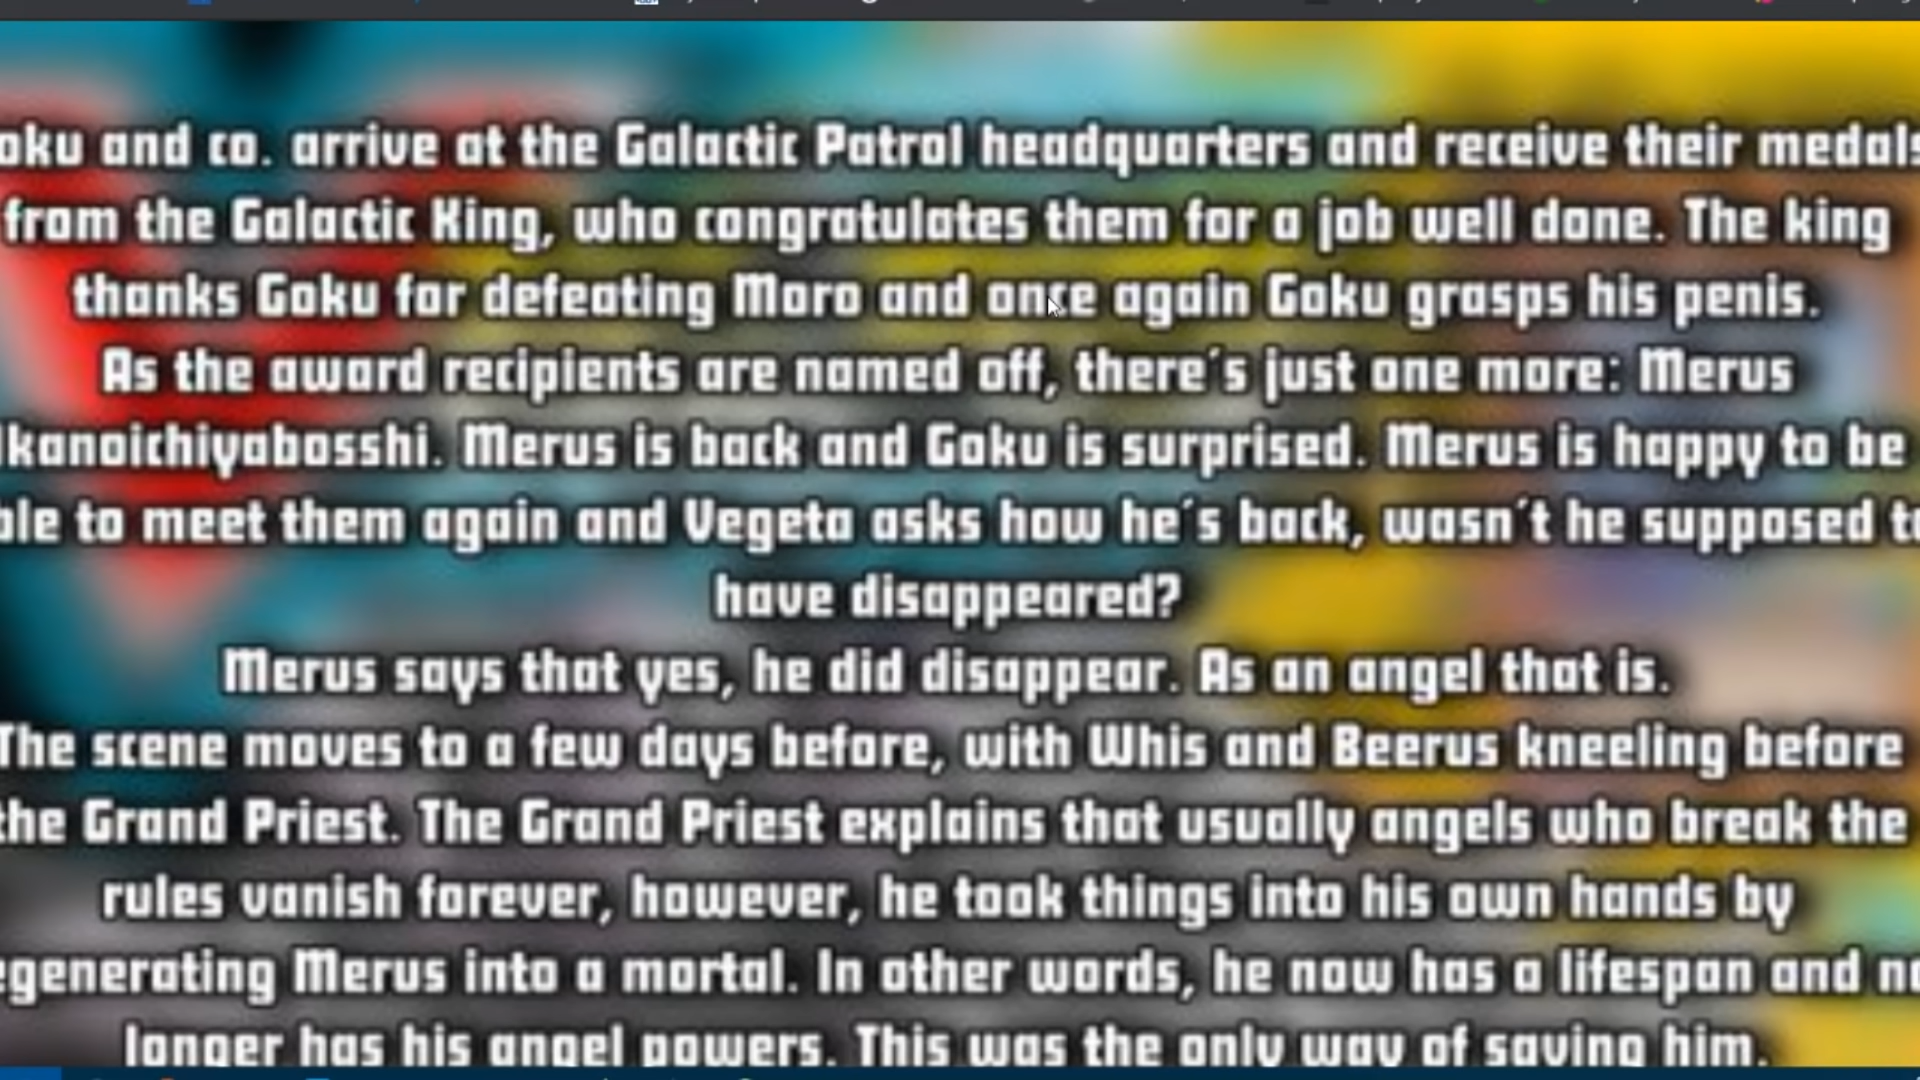 oku and co. arrive at the Galactic Patrol headquarters and receive their medals
from the Galactic King, who congratulates them for a job well done. The king
thanks Goku for defeating Moro and once again Goku grasps his penis.
As the award recipients are named off, there's just one more: Merus
Ikanoichiyabosshi. Merus is back and Goku is surprised. Merus is happy to be
ble to meet them again and Vegeta asks how he's back, wasn't he supposed to
have disappeared?
Merus says that yes, he did disappear. As an angel that is.
The scene moves to a few days before, with Whis and Beerus kneeling before
the Grand Priest. The Grand Priest explains that usually angels who break the
rules vanish forever, however, he took things into his own hands by
egenerating Merus into a mortal. In other words, he now has a lifespan and no
longer has his angel powers. This was the only way of saving him.